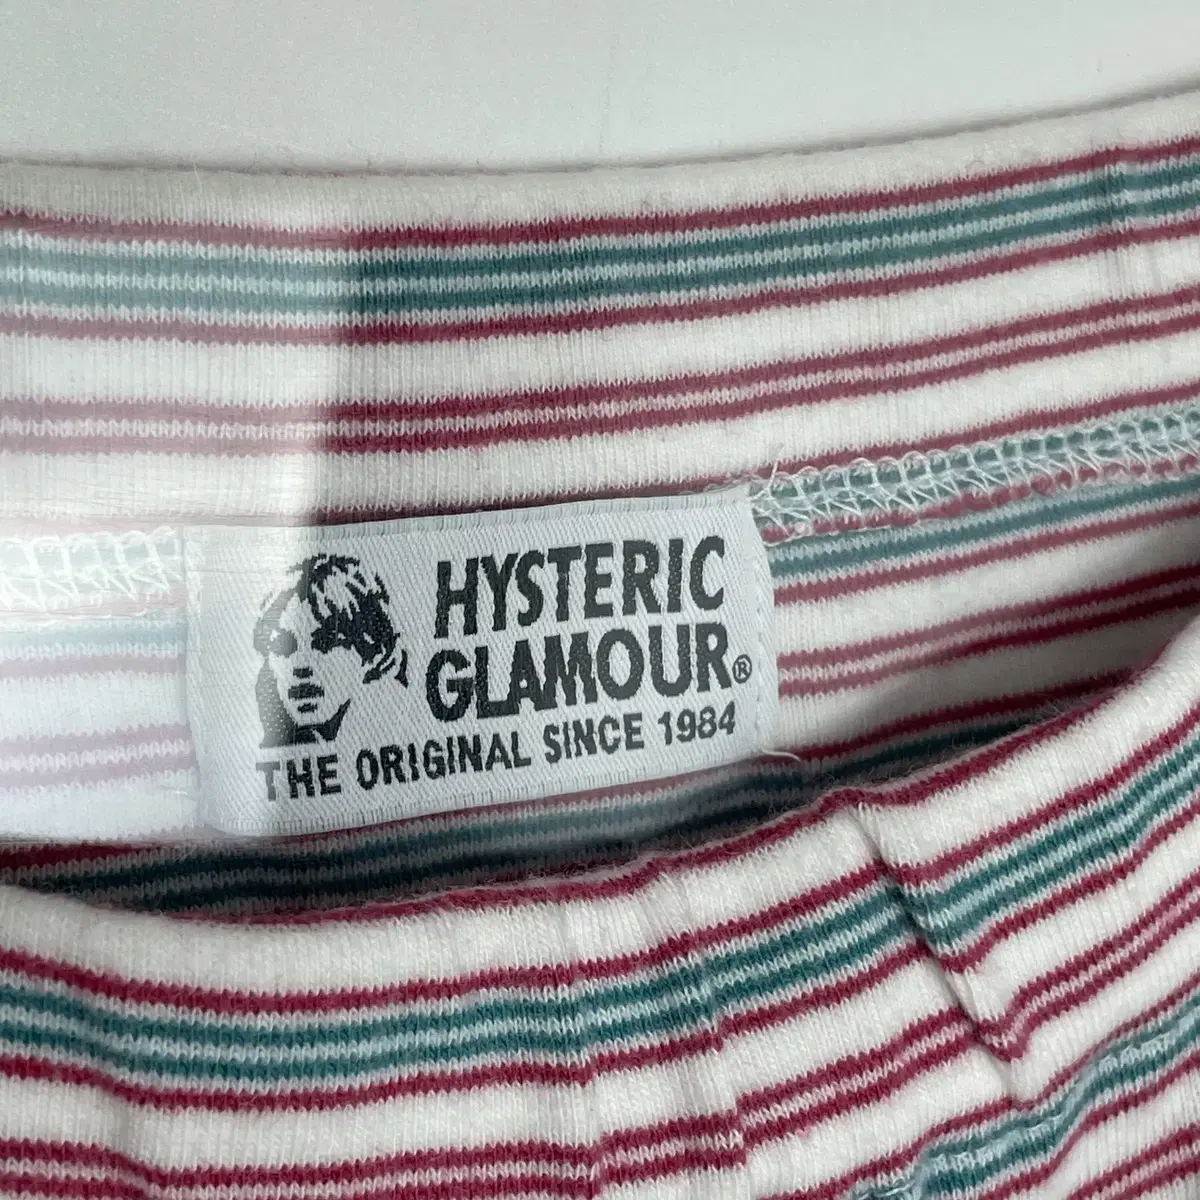 HYSTERIC
GLAMOUR®
THE ORIGINAL SINCE 1984